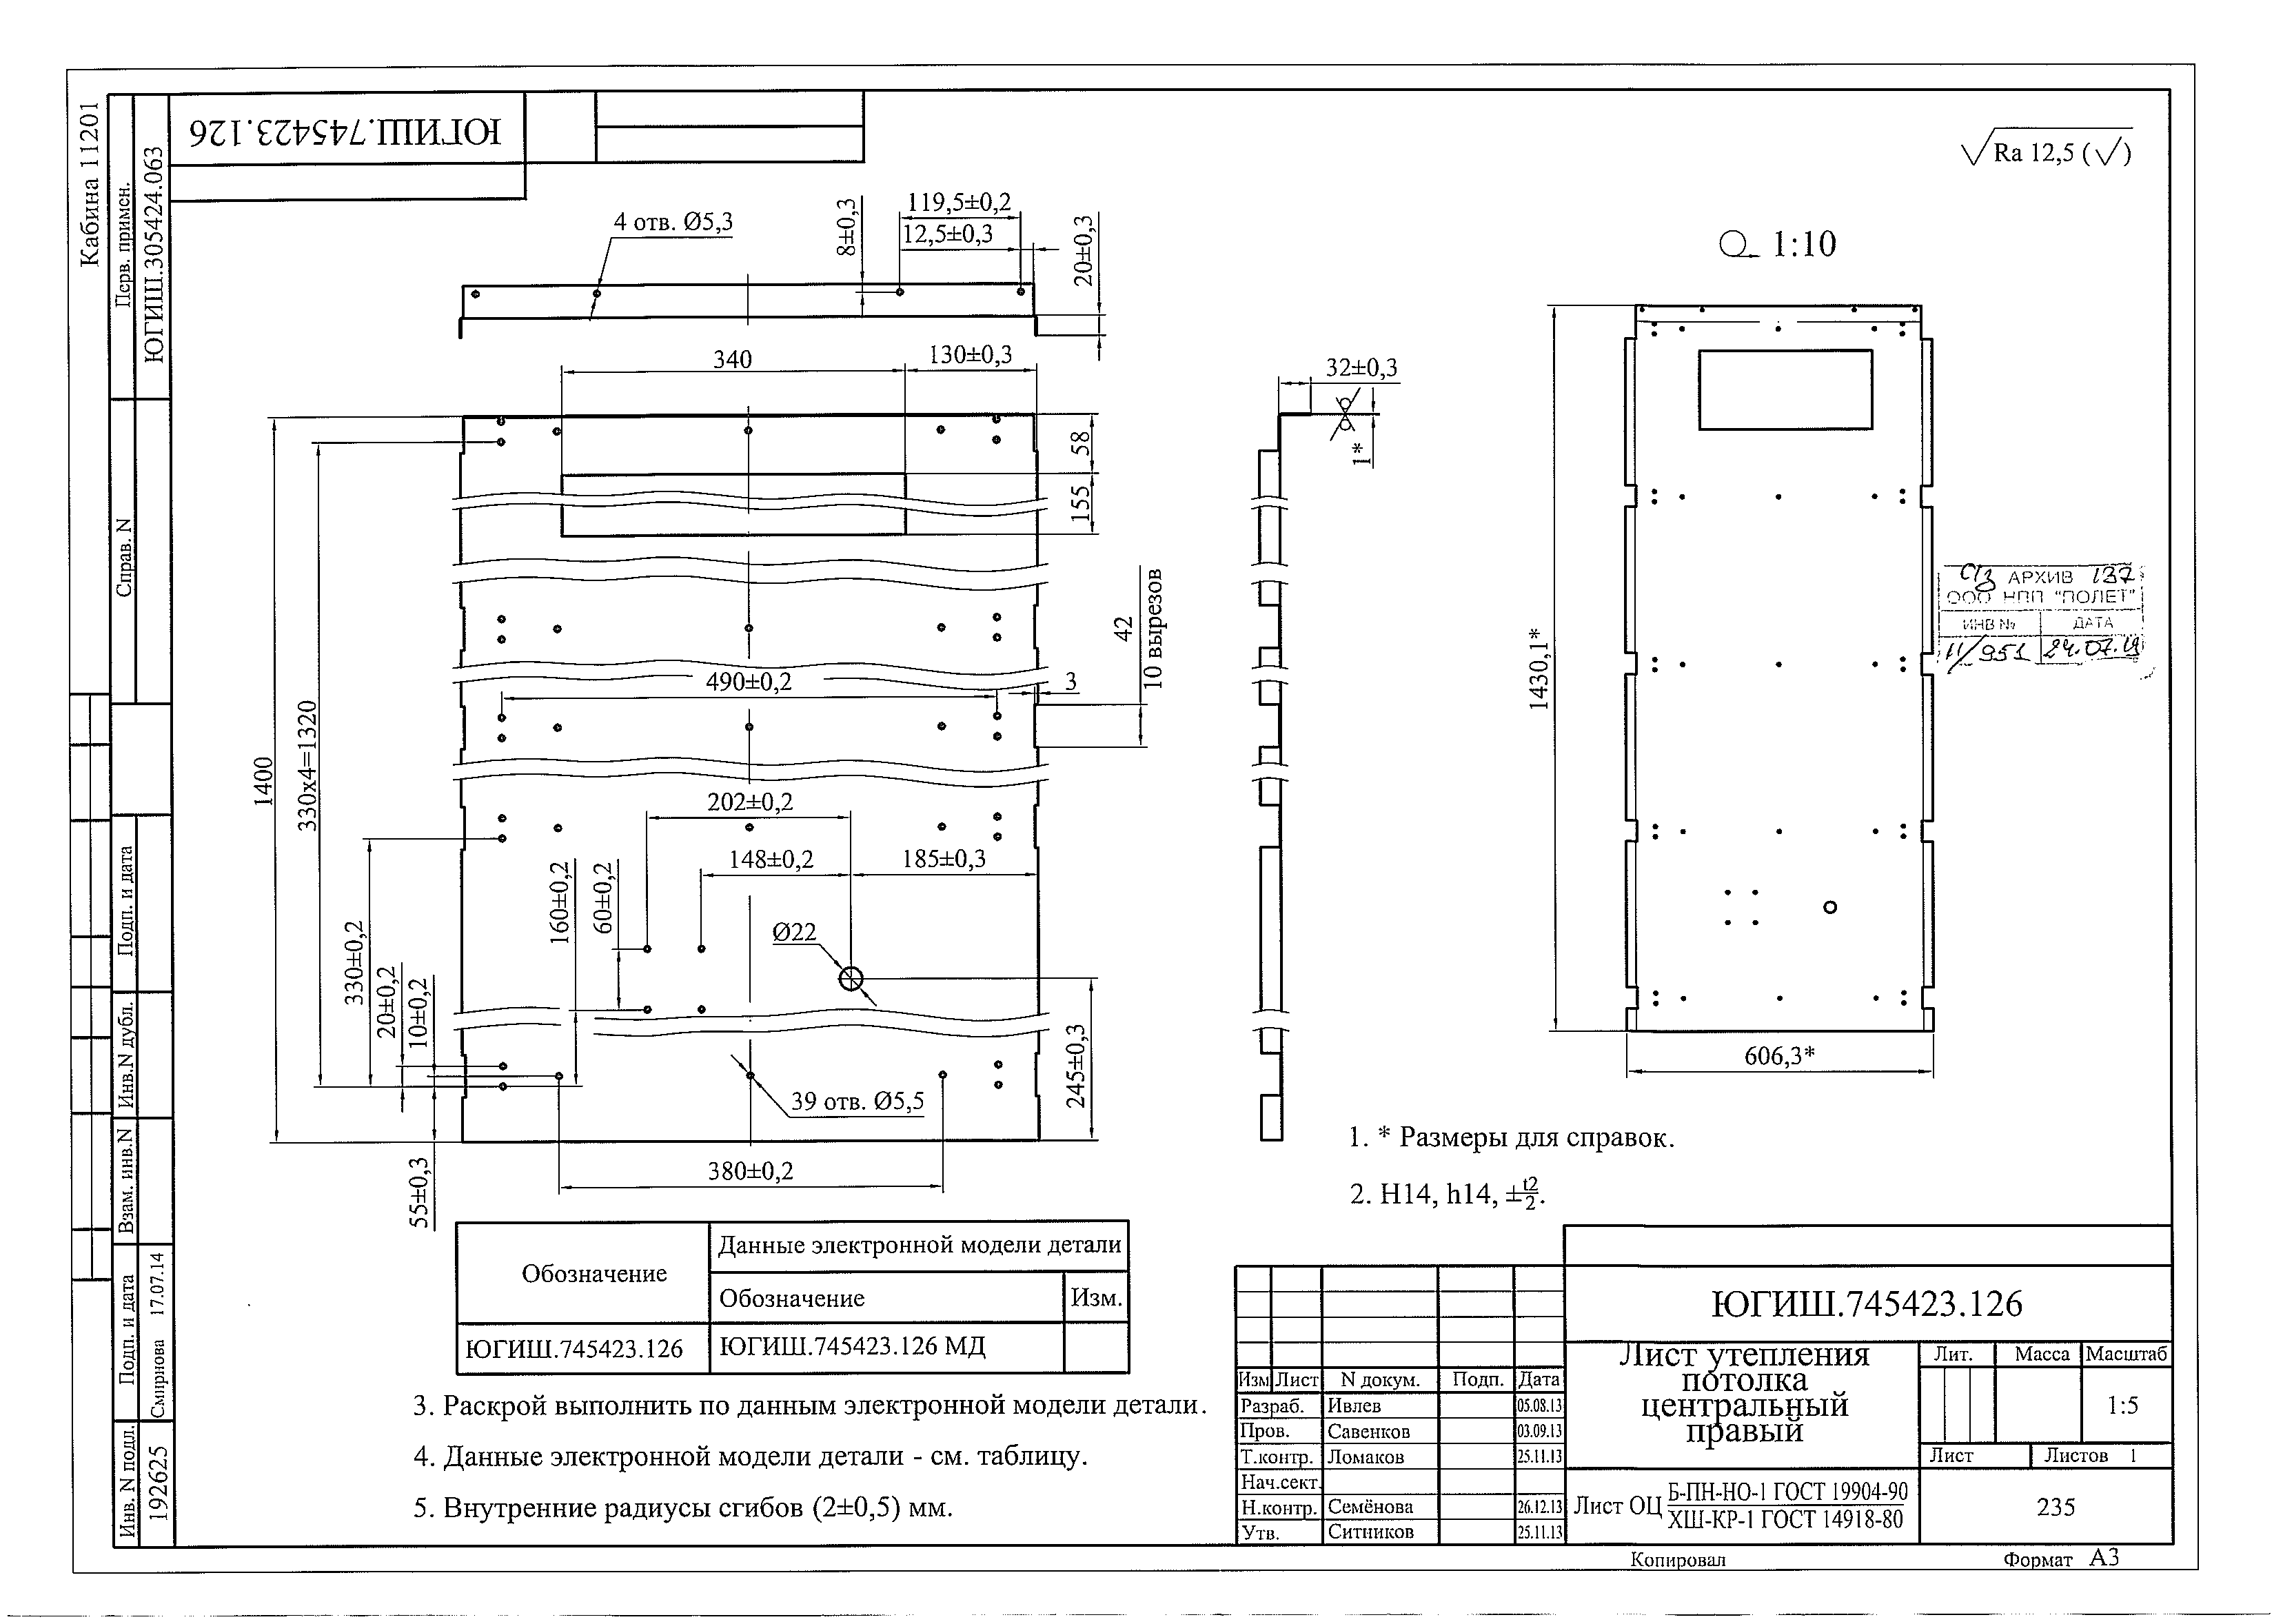 Кабина 11201
Перв. примен.
ЮГИШ.305424.063
Справ. N
Подп. и дата
Инв.N дубл.
Взам. инв.N
Подп. и дата
Смирнова 17.07.14
Инв. N подл.
192625
ЮГИШ.745423.126
Ra 12,5 (√)
4 отв. Ø5,3
8±0,3
119,5±0,2
12,5±0,3
20±0,3
340
130±0,3
58
155
1400
330x4=1320
330±0,2
20±0,2
10±0,2
55±0,3
490±0,2
3
42
10 вырезов
202±0,2
148±0,2
185±0,3
160±0,2
60±0,2
Ø22
245±0,3
39 отв. Ø5,5
380±0,2
32±0,3
1*
1:10
1430,1*
606,3*
АРХИВ 137
ООО НПП "ПОЛЕТ"
ИНВ № ДАТА
11/951 24.07.19
1. * Размеры для справок.
2. H14, h14, ±t2/2.
Обозначение
Данные электронной модели детали
Обозначение Изм.
ЮГИШ.745423.126 ЮГИШ.745423.126 МД
3. Раскрой выполнить по данным электронной модели детали.
4. Данные электронной модели детали - см. таблицу.
5. Внутренние радиусы сгибов (2±0,5) мм.
ЮГИШ.745423.126
Изм Лист N докум. Подп. Дата
Разраб. Ивлев 05.08.13
Пров. Савенков 03.09.13
Т.контр. Ломаков 25.11.13
Нач.сект.
Н.контр. Семёнова 26.12.13
Утв. Ситников 25.11.13
Лист утепления
потолка
центральный
правый
Лит. Масса Масштаб
1:5
Лист Листов 1
Лист ОЦ Б-ПН-НО-1 ГОСТ 19904-90
ХШ-КР-1 ГОСТ 14918-80
235
Копировал Формат А3